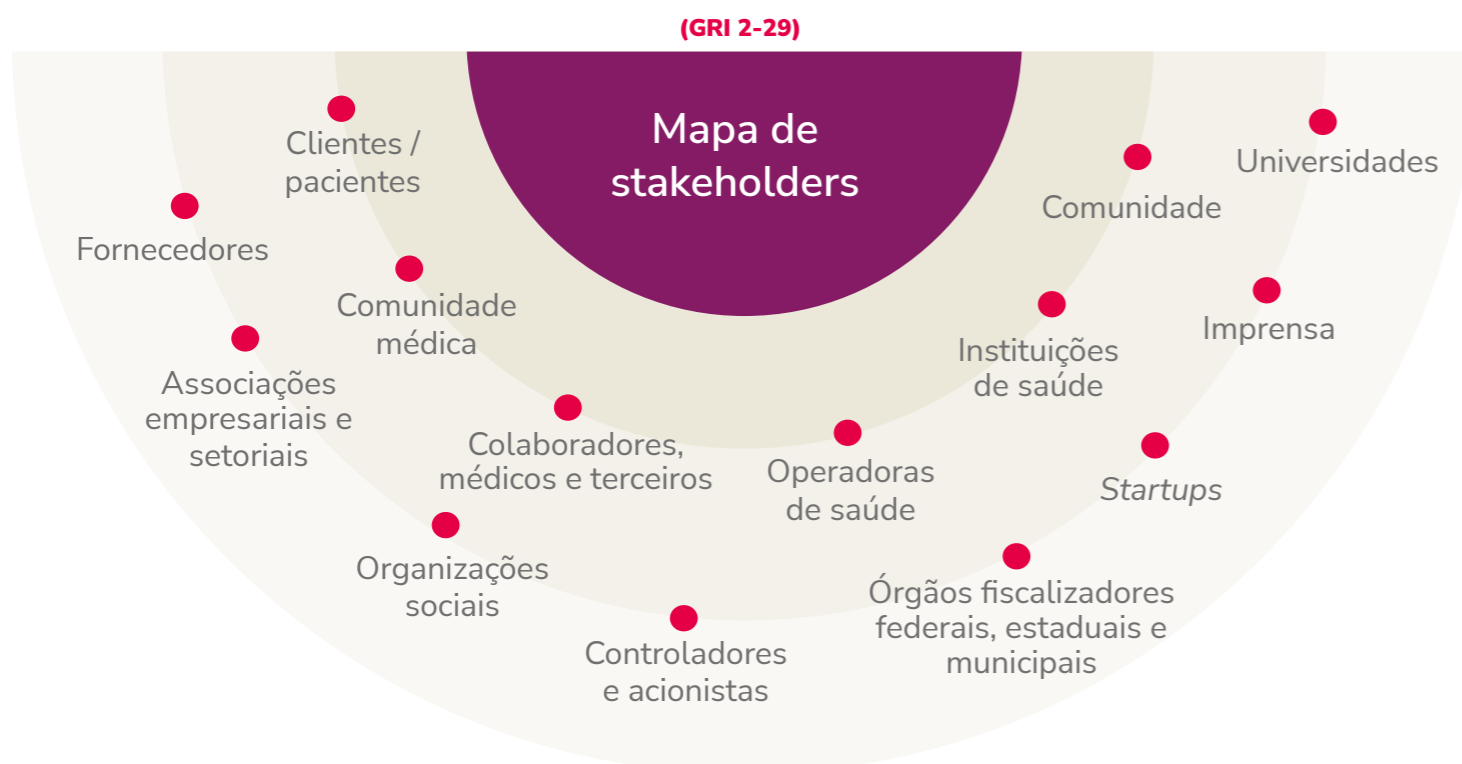 (GRI 2-29)
Mapa de
stakeholders
Clientes /
pacientes
Fornecedores
Comunidade
médica
Associações
empresariais e
setoriais
Colaboradores,
médicos e terceiros
Organizações
sociais
Controladores
e acionistas
Operadoras
de saúde
Órgãos fiscalizadores
federais, estaduais e
municipais
Instituições
de saúde
Startups
Comunidade
Imprensa
Universidades